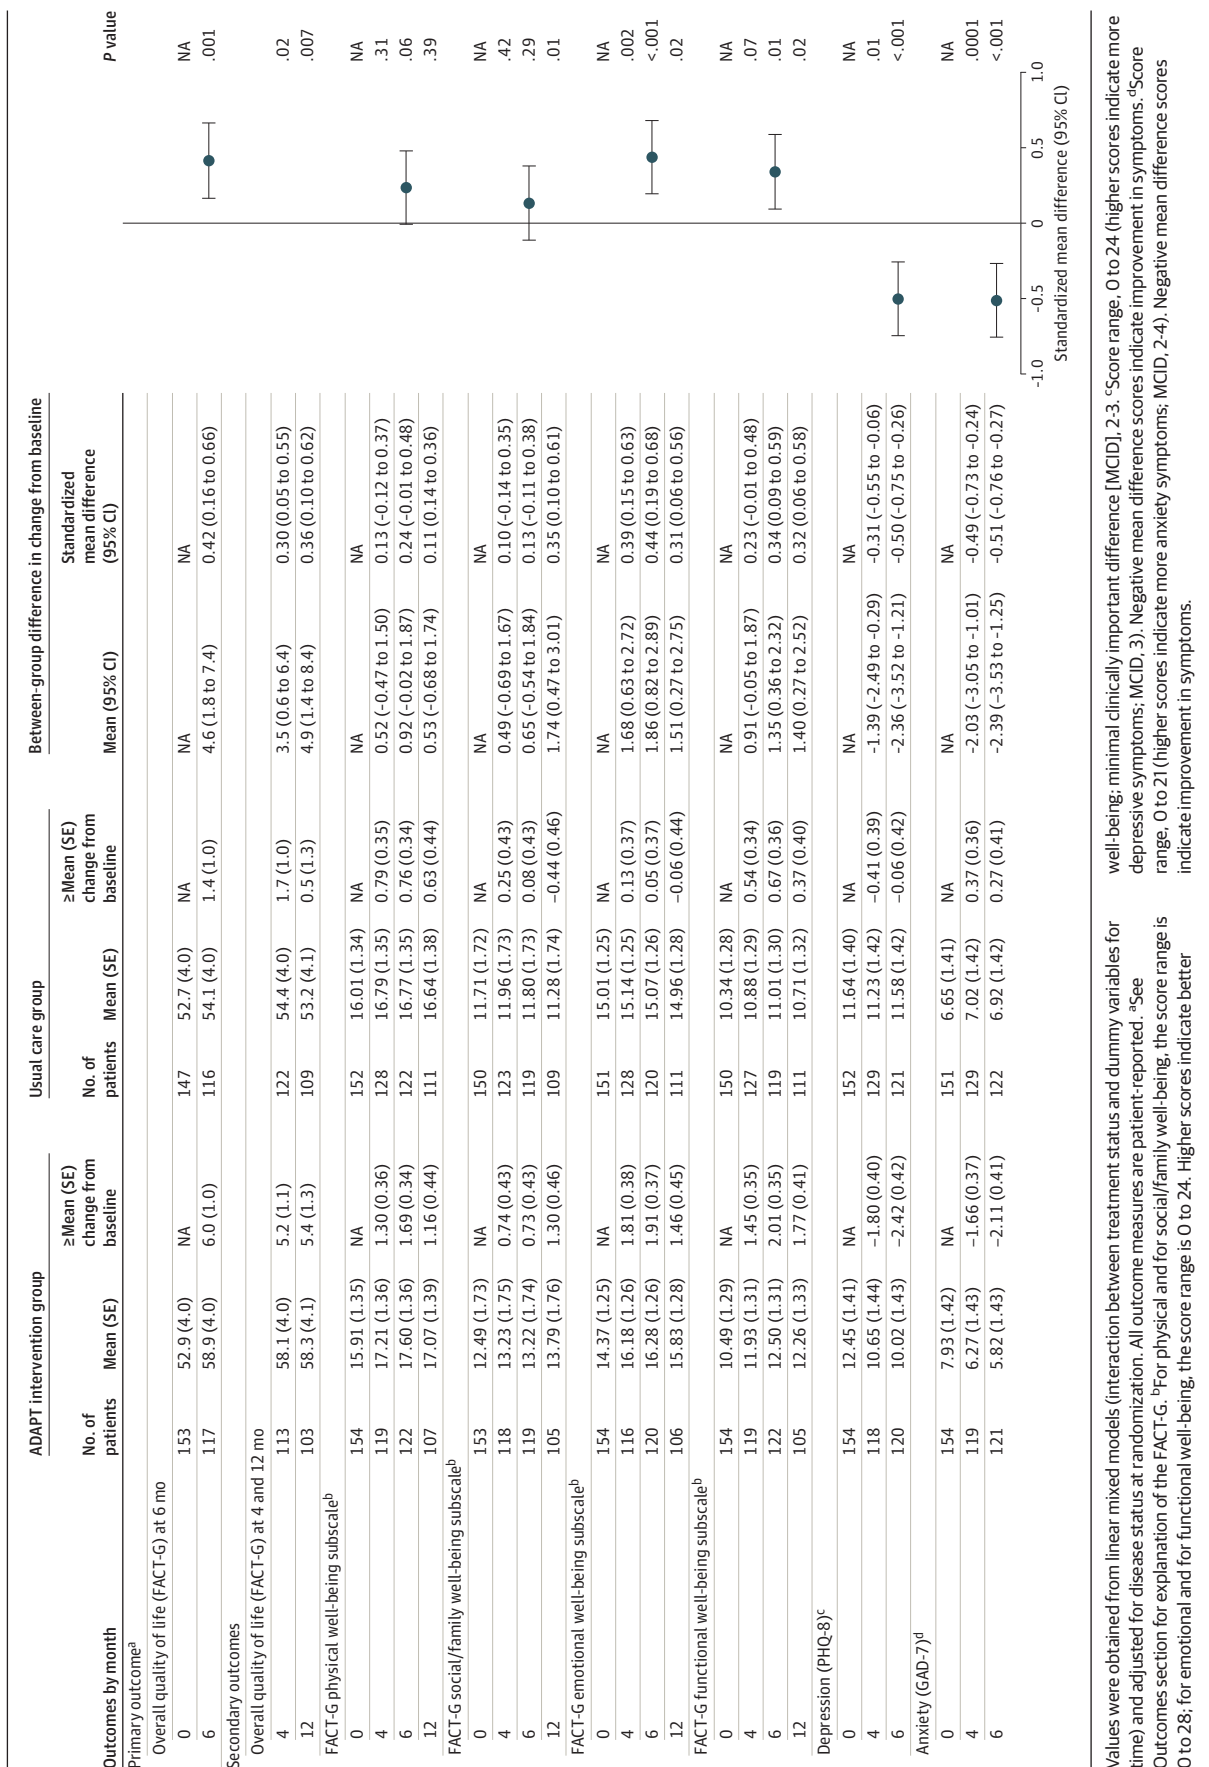 ADAPT intervention group Usual care group Between-group difference in change from baseline
Outcomes by month No. of patients Mean (SE) ≥Mean (SE) change from baseline No. of patients Mean (SE) ≥Mean (SE) change from baseline Mean (95% CI) Standardized mean difference (95% CI) P value
Primary outcomeᵃ
Overall quality of life (FACT-G) at 6 mo
0 153 52.9 (4.0) NA 147 52.7 (4.0) NA NA NA NA
6 117 58.9 (4.0) 6.0 (1.0) 116 54.1 (4.0) 1.4 (1.0) 4.6 (1.8 to 7.4) 0.42 (0.16 to 0.66) .001
Secondary outcomes
Overall quality of life (FACT-G) at 4 and 12 mo
4 113 58.1 (4.0) 5.2 (1.1) 122 54.4 (4.0) 1.7 (1.0) 3.5 (0.6 to 6.4) 0.30 (0.05 to 0.55) .02
12 103 58.3 (4.1) 5.4 (1.3) 109 53.2 (4.1) 0.5 (1.3) 4.9 (1.4 to 8.4) 0.36 (0.10 to 0.62) .007
FACT-G physical well-being subscaleᵇ
0 154 15.91 (1.35) NA 152 16.01 (1.34) NA NA NA NA
4 119 17.21 (1.36) 1.30 (0.36) 128 16.79 (1.35) 0.79 (0.35) 0.52 (−0.47 to 1.50) 0.13 (−0.12 to 0.37) .31
6 122 17.60 (1.36) 1.69 (0.34) 122 16.77 (1.35) 0.76 (0.34) 0.92 (−0.02 to 1.87) 0.24 (−0.01 to 0.48) .06
12 107 17.07 (1.39) 1.16 (0.44) 111 16.64 (1.38) 0.63 (0.44) 0.53 (−0.68 to 1.74) 0.11 (0.14 to 0.36) .39
FACT-G social/family well-being subscaleᵇ
0 153 12.49 (1.73) NA 150 11.71 (1.72) NA NA NA NA
4 118 13.23 (1.75) 0.74 (0.43) 123 11.96 (1.73) 0.25 (0.43) 0.49 (−0.69 to 1.67) 0.10 (−0.14 to 0.35) .42
6 119 13.22 (1.74) 0.73 (0.43) 119 11.80 (1.73) 0.08 (0.43) 0.65 (−0.54 to 1.84) 0.13 (−0.11 to 0.38) .29
12 105 13.79 (1.76) 1.30 (0.46) 109 11.28 (1.74) −0.44 (0.46) 1.74 (0.47 to 3.01) 0.35 (0.10 to 0.61) .01
FACT-G emotional well-being subscaleᵇ
0 154 14.37 (1.25) NA 151 15.01 (1.25) NA NA NA NA
4 116 16.18 (1.26) 1.81 (0.38) 128 15.14 (1.25) 0.13 (0.37) 1.68 (0.63 to 2.72) 0.39 (0.15 to 0.63) .002
6 120 16.28 (1.26) 1.91 (0.37) 120 15.07 (1.26) 0.05 (0.37) 1.86 (0.82 to 2.89) 0.44 (0.19 to 0.68) <.001
12 106 15.83 (1.28) 1.46 (0.45) 111 14.96 (1.28) −0.06 (0.44) 1.51 (0.27 to 2.75) 0.31 (0.06 to 0.56) .02
FACT-G functional well-being subscaleᵇ
0 154 10.49 (1.29) NA 150 10.34 (1.28) NA NA NA NA
4 119 11.93 (1.31) 1.45 (0.35) 127 10.88 (1.29) 0.54 (0.34) 0.91 (−0.05 to 1.87) 0.23 (−0.01 to 0.48) .07
6 122 12.50 (1.31) 2.01 (0.35) 119 11.01 (1.30) 0.67 (0.36) 1.35 (0.36 to 2.32) 0.34 (0.09 to 0.59) .01
12 105 12.26 (1.33) 1.77 (0.41) 111 10.71 (1.32) 0.37 (0.40) 1.40 (0.27 to 2.52) 0.32 (0.06 to 0.58) .02
Depression (PHQ-8)ᶜ
0 154 12.45 (1.41) NA 152 11.64 (1.40) NA NA NA NA
4 118 10.65 (1.44) −1.80 (0.40) 129 11.23 (1.42) −0.41 (0.39) −1.39 (−2.49 to −0.29) −0.31 (−0.55 to −0.06) .01
6 120 10.02 (1.43) −2.42 (0.42) 121 11.58 (1.42) −0.06 (0.42) −2.36 (−3.52 to −1.21) −0.50 (−0.75 to −0.26) <.001
Anxiety (GAD-7)ᵈ
0 154 7.93 (1.42) NA 151 6.65 (1.41) NA NA NA NA
4 119 6.27 (1.43) −1.66 (0.37) 129 7.02 (1.42) 0.37 (0.36) −2.03 (−3.05 to −1.01) −0.49 (−0.73 to −0.24) .0001
6 121 5.82 (1.43) −2.11 (0.41) 122 6.92 (1.42) 0.27 (0.41) −2.39 (−3.53 to −1.25) −0.51 (−0.76 to −0.27) <.001
-1.0 -0.5 0 0.5 1.0
Standardized mean difference (95% CI)
Values were obtained from linear mixed models (interaction between treatment status and dummy variables for
time) and adjusted for disease status at randomization. All outcome measures are patient-reported. ᵃSee
Outcomes section for explanation of the FACT-G. ᵇFor physical and for social/family well-being, the score range is
0 to 28; for emotional and for functional well-being, the score range is 0 to 24. Higher scores indicate better
well-being; minimal clinically important difference [MCID], 2-3. ᶜScore range, 0 to 24 (higher scores indicate more
depressive symptoms; MCID, 3). Negative mean difference scores indicate improvement in symptoms. ᵈScore
range, 0 to 21 (higher scores indicate more anxiety symptoms; MCID, 2-4). Negative mean difference scores
indicate improvement in symptoms.